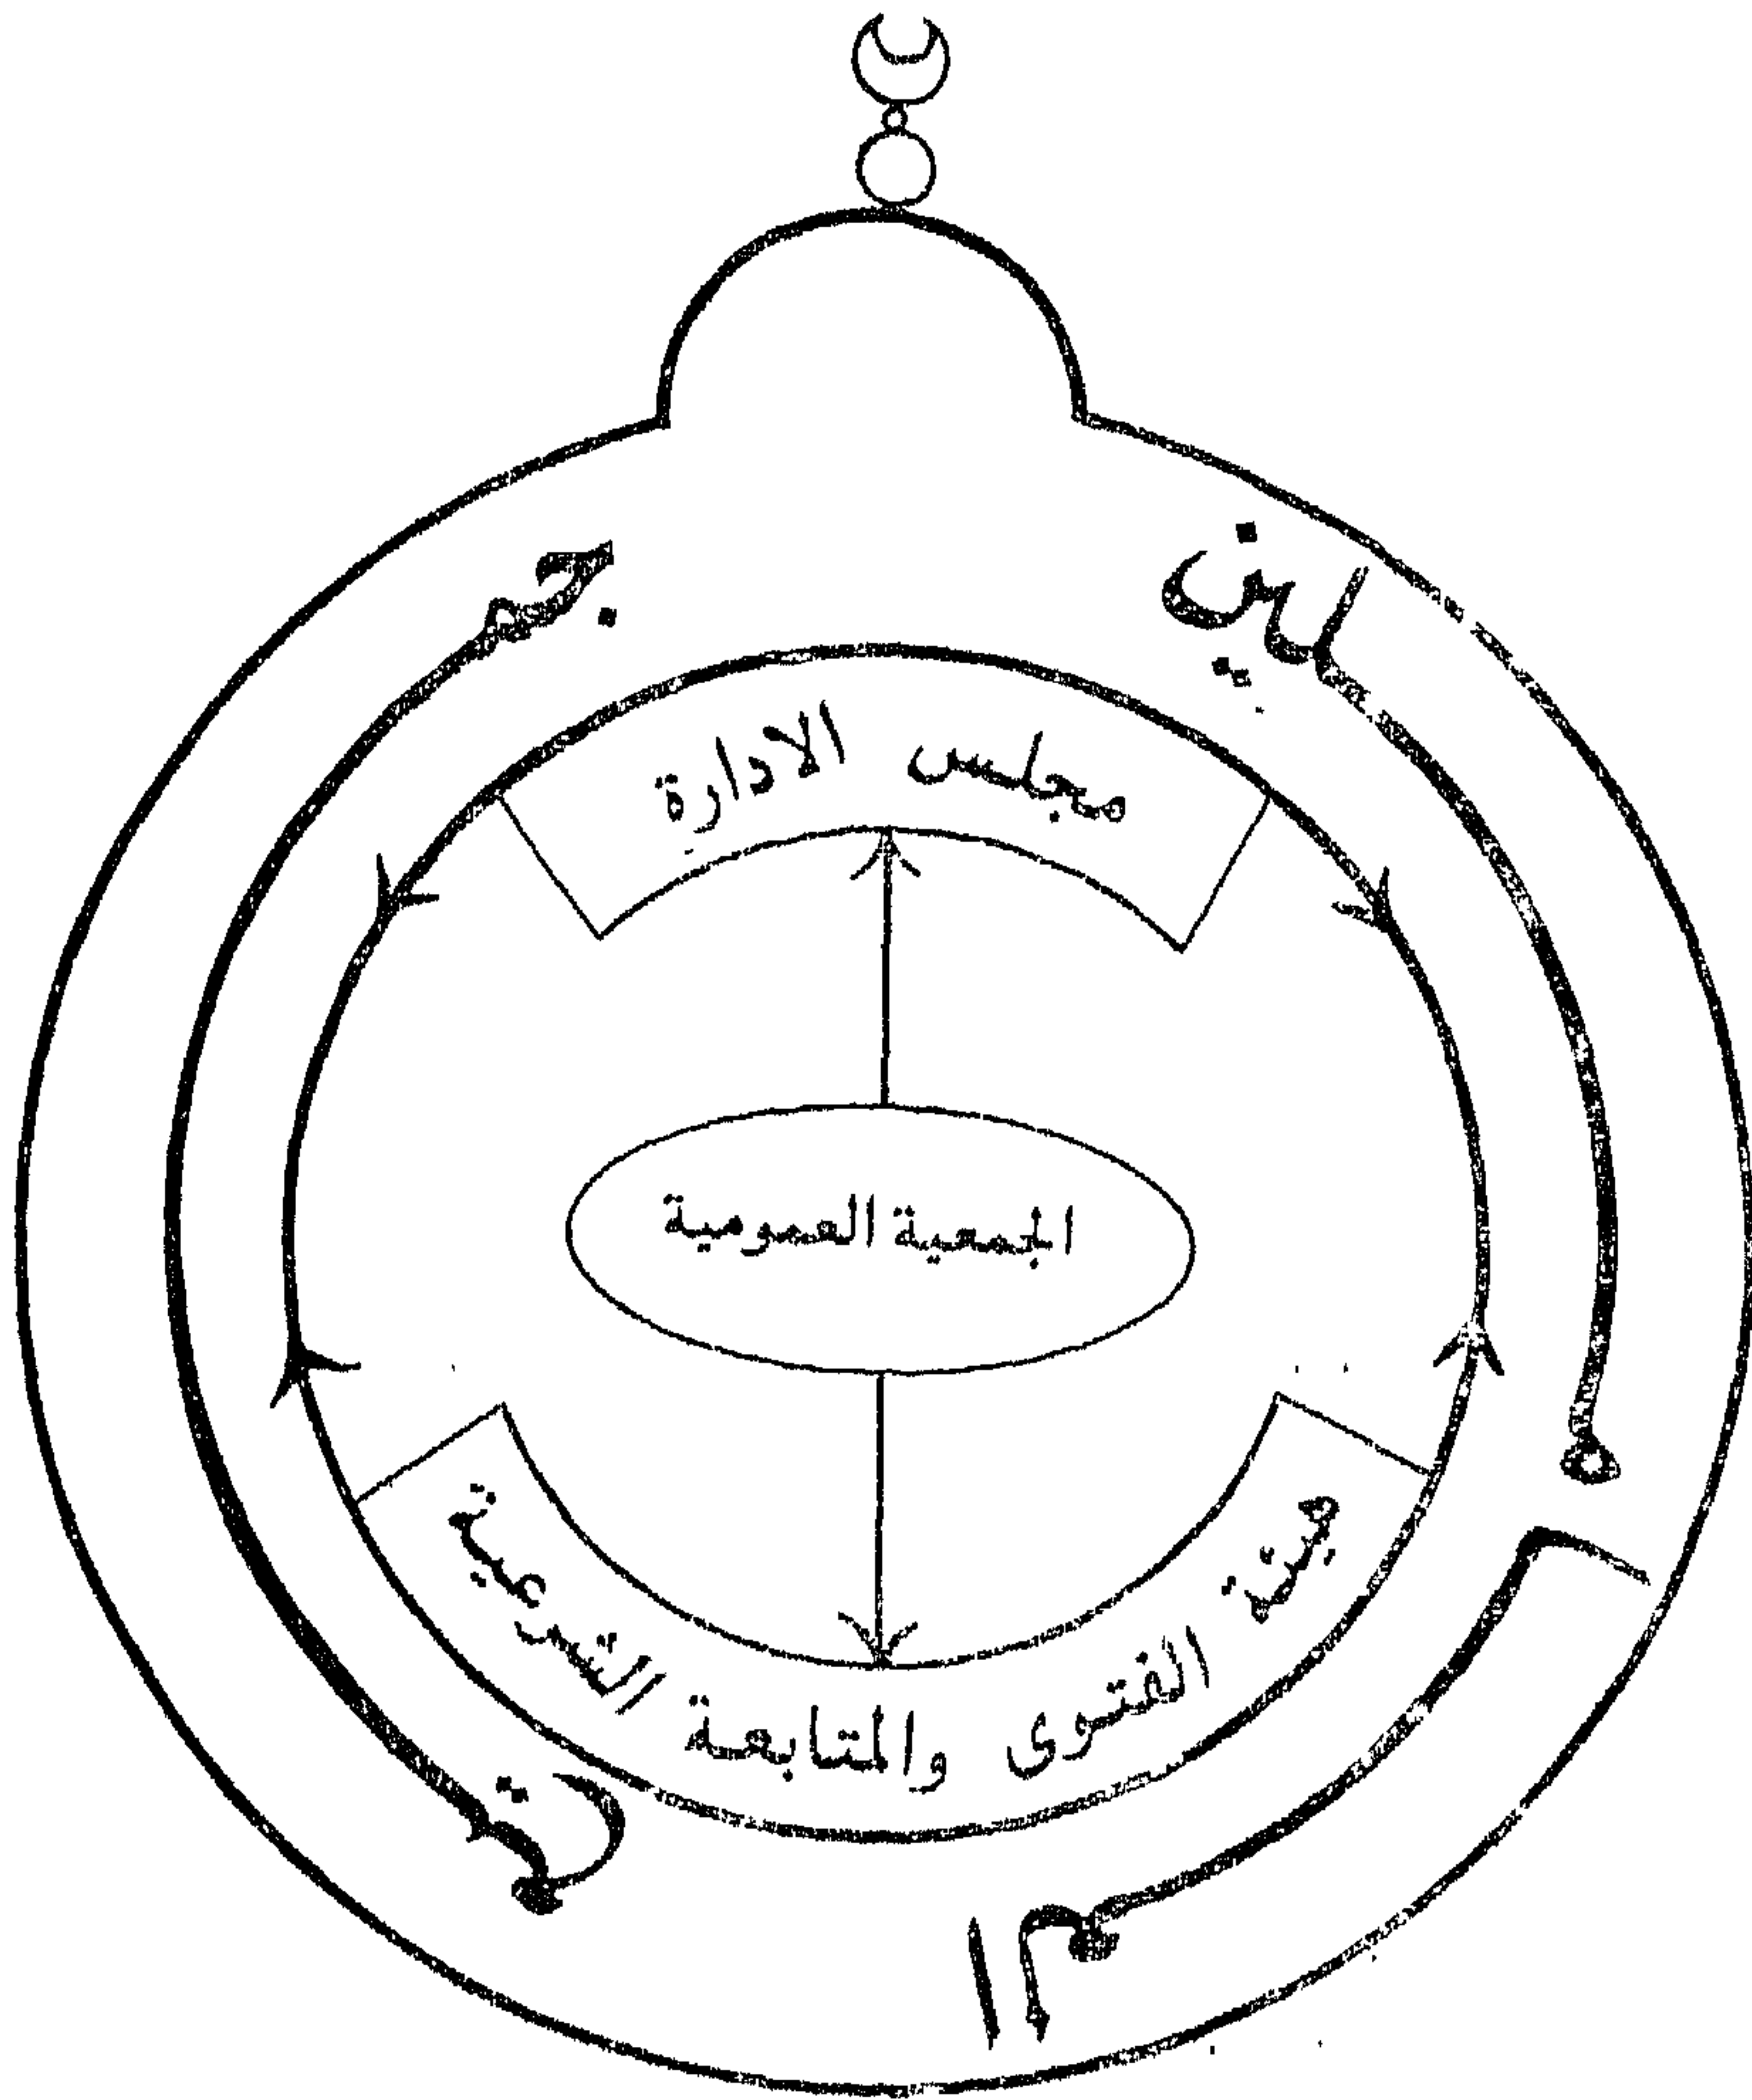 مجلس الادارة
الجمعية العمومية
هيئة الفتوى والمتابعة الشرعية